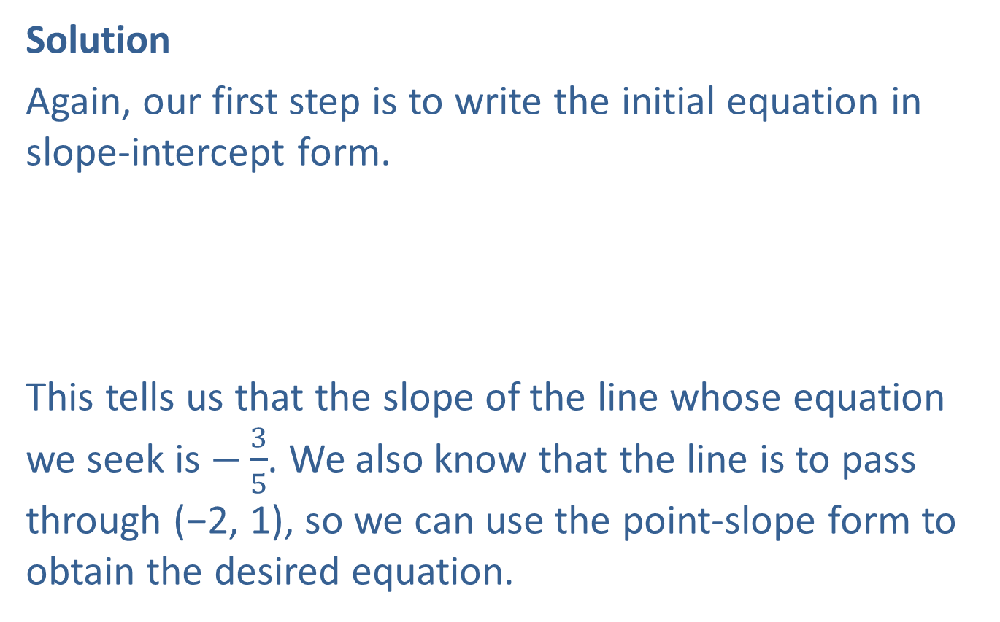 Solution
Again, our first step is to write the initial equation in
slope-intercept form.
This tells us that the slope of the line whose equation
we seek is − 3/5. We also know that the line is to pass
through (−2, 1), so we can use the point-slope form to
obtain the desired equation.